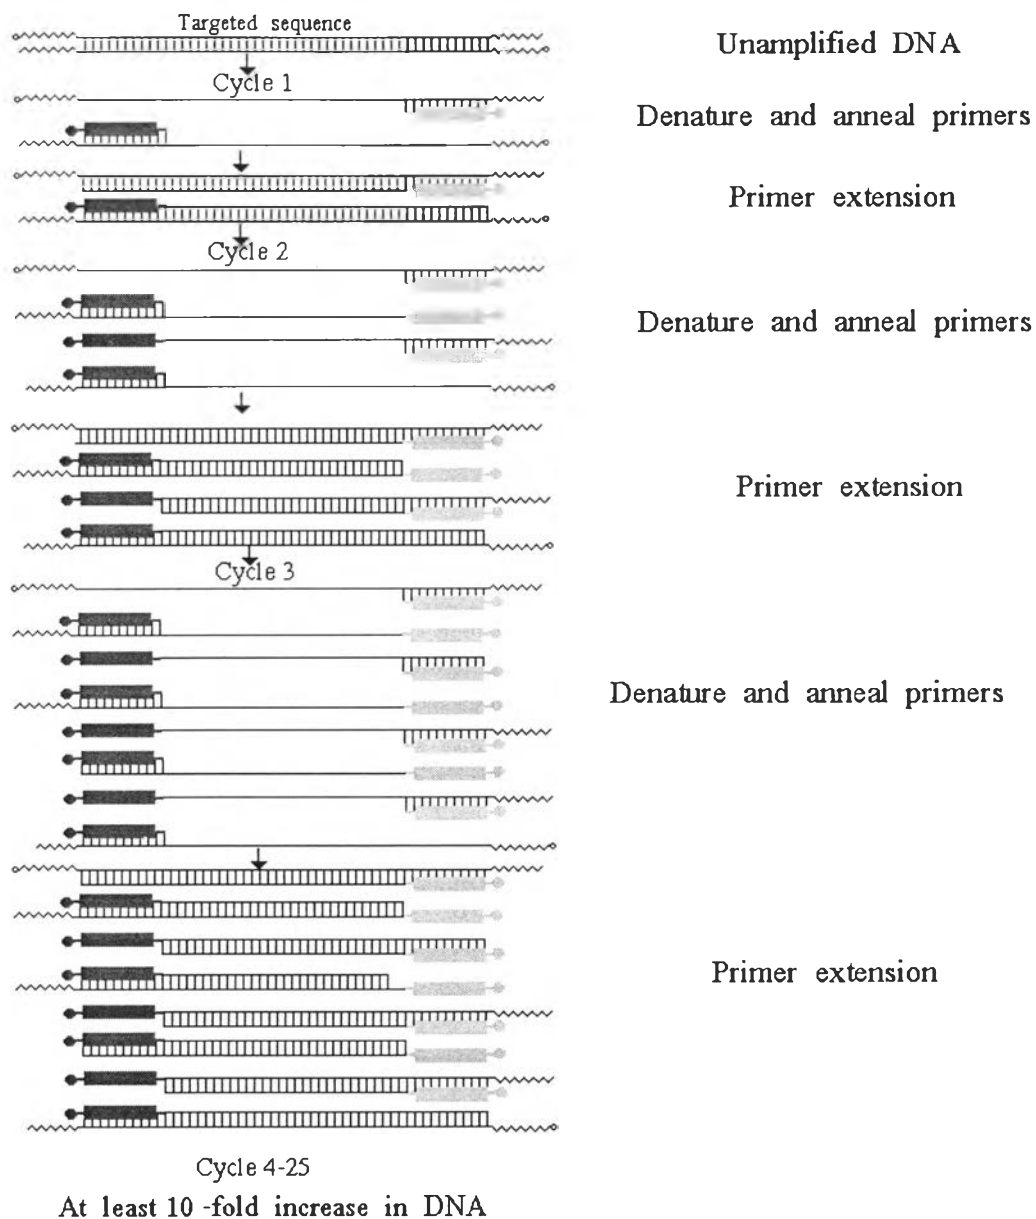 Targeted sequence
Unamplified DNA
Cycle 1
Denature and anneal primers
Primer extension
Cycle 2
Denature and anneal primers
Primer extension
Cycle 3
Denature and anneal primers
Primer extension
Cycle 4-25
At least 10 -fold increase in DNA